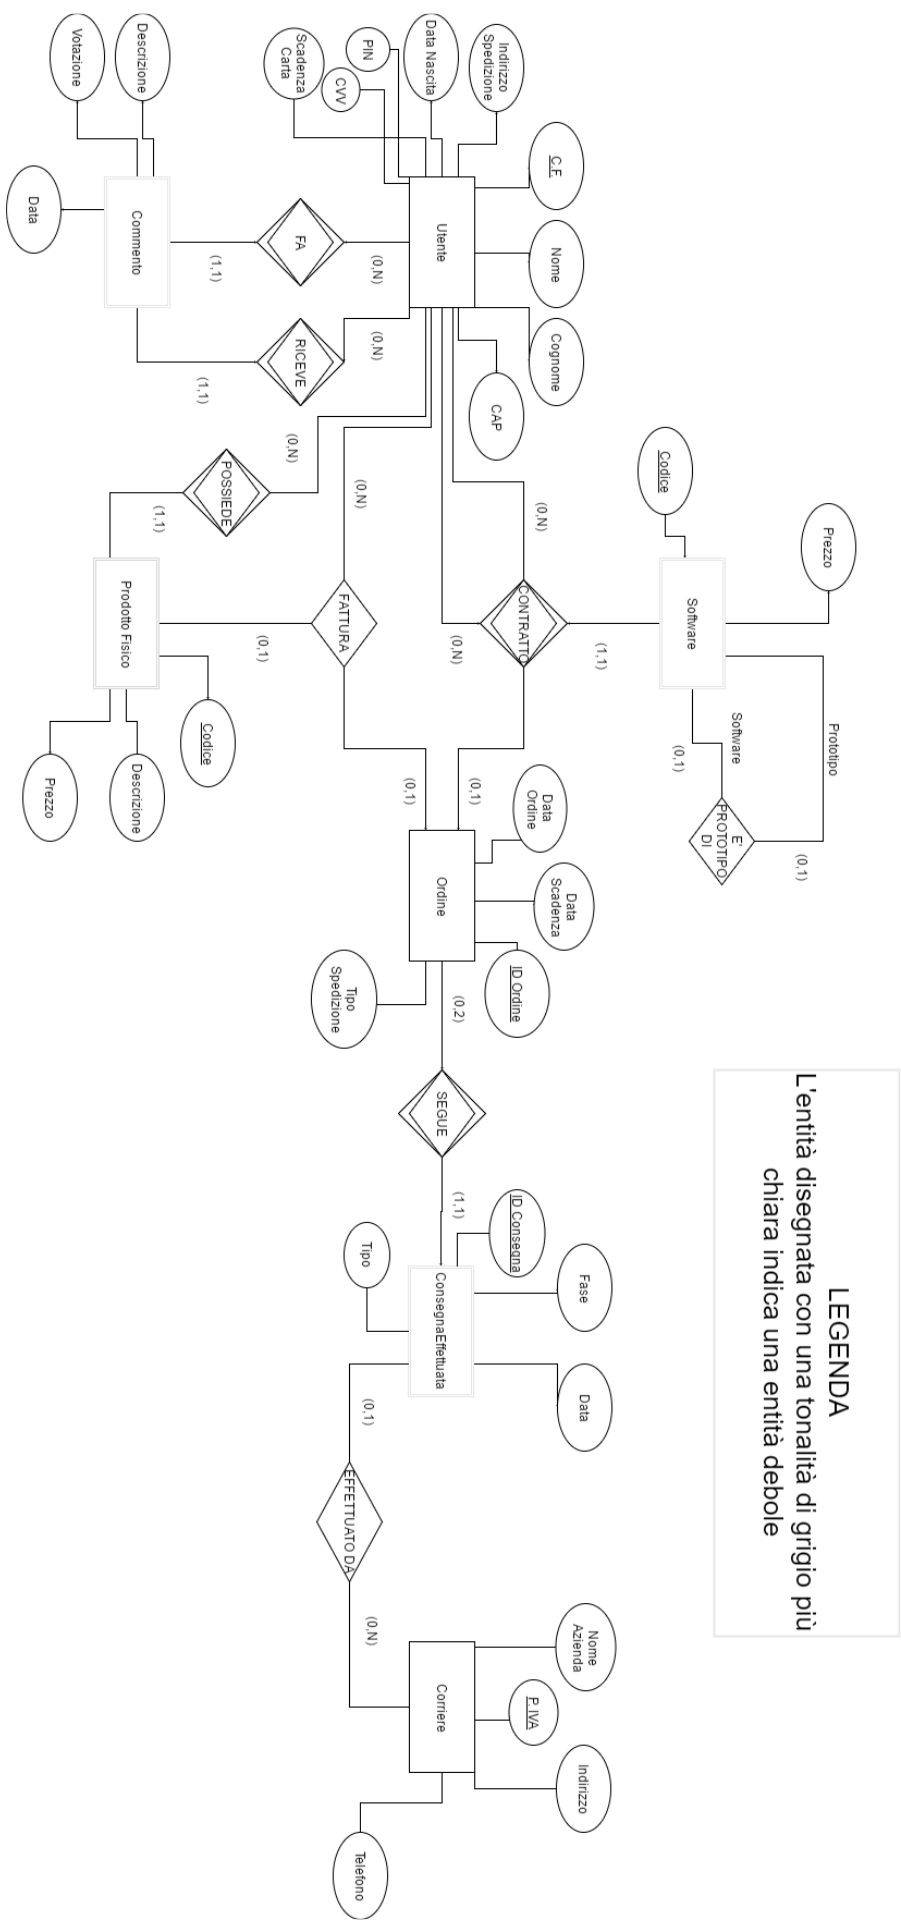 LEGENDA
L'entità disegnata con una tonalità di grigio più
chiara indica una entità debole
Prezzo
Prototipo
Codice
Software
Software
(0,1)
E'
PROTOTIPO
DI
(0,1)
(1,1)
Indirizzo
Spedizione
Data Nascita
PIN
CVV
Scadenza
Carta
C.F.
Nome
Cognome
CAP
Utente
(0,N)
CONTRATTO
(0,N)
(0,1)
Descrizione
Votazione
Data
Commento
FA
(1,1)
(0,N)
RICEVE
(1,1)
(0,N)
POSSIEDE
(0,N)
(1,1)
Prodotto Fisico
Codice
Descrizione
Prezzo
(0,N)
FATTURA
(0,1)
(0,1)
Data
Ordine
Data
Scadenza
ID Ordine
Ordine
Tipo
Spedizione
(0,2)
SEGUE
(1,1)
ID Consegna
Fase
Data
Tipo
ConsegnaEffettuata
(0,1)
EFFETTUATO DA
(0,N)
Nome
Azienda
P.IVA
Indirizzo
Corriere
Telefono